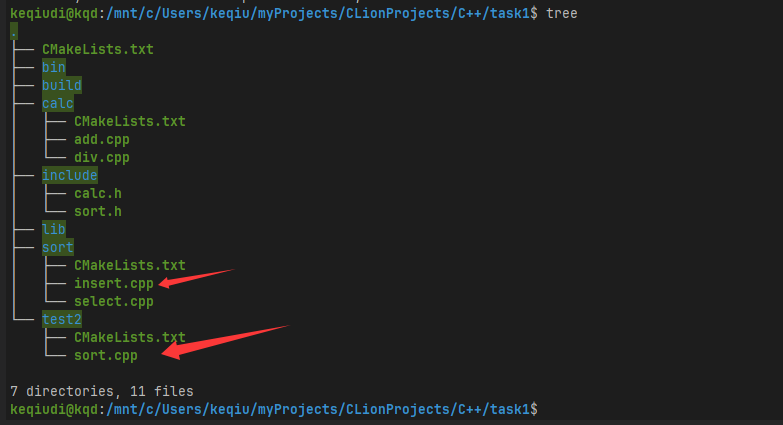 keqiudi@kqd:/mnt/c/Users/keqiu/myProjects/CLionProjects/C++/task1$ tree
.
├── CMakeLists.txt
├── bin
├── build
├── calc
│   ├── CMakeLists.txt
│   ├── add.cpp
│   └── div.cpp
├── include
│   ├── calc.h
│   └── sort.h
├── lib
├── sort
│   ├── CMakeLists.txt
│   ├── insert.cpp
│   └── select.cpp
└── test2
    ├── CMakeLists.txt
    └── sort.cpp
7 directories, 11 files
keqiudi@kqd:/mnt/c/Users/keqiu/myProjects/CLionProjects/C++/task1$